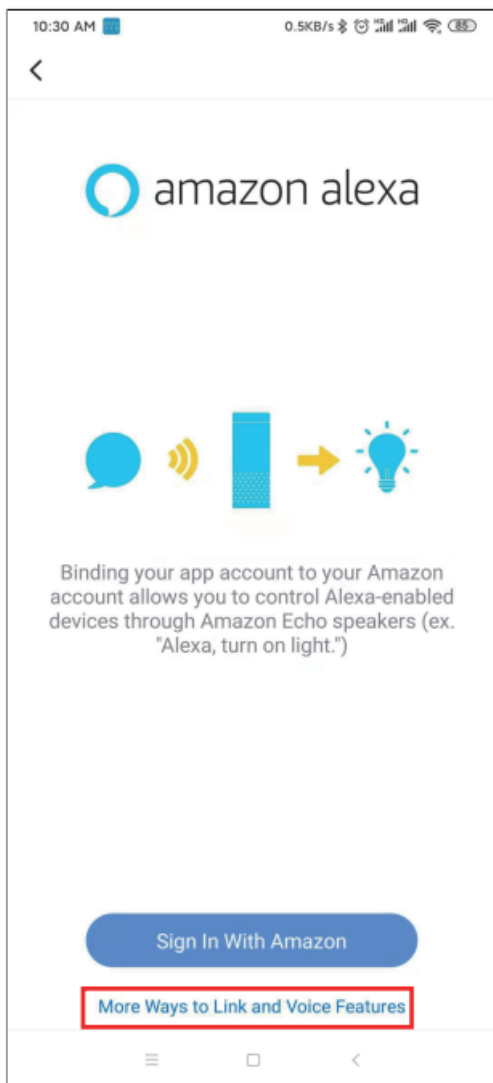 10:30 AM 0.5KB/s 85
amazon alexa
Binding your app account to your Amazon
account allows you to control Alexa-enabled
devices through Amazon Echo speakers (ex.
"Alexa, turn on light.")
Sign In With Amazon
More Ways to Link and Voice Features